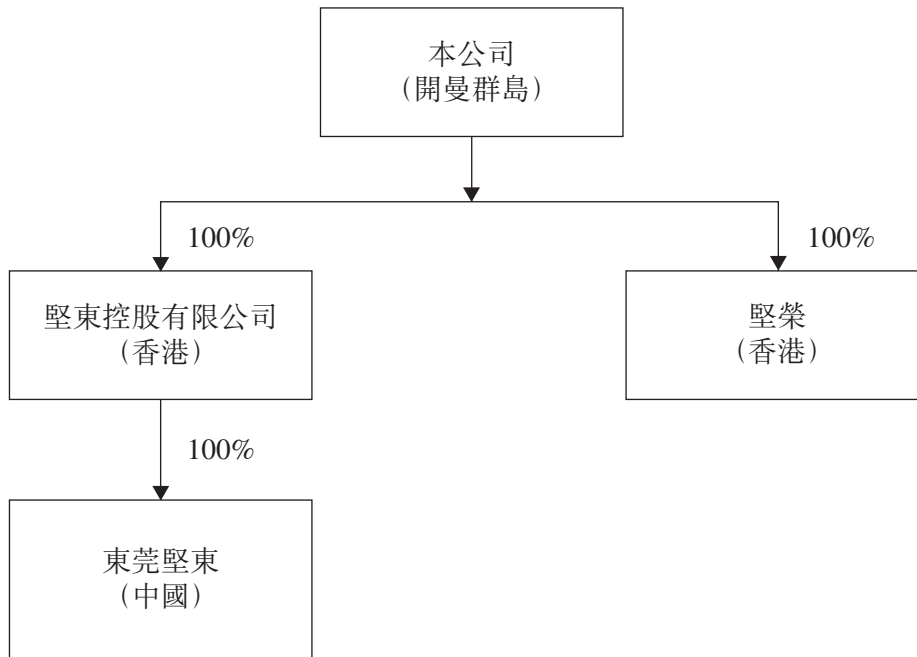 本公司
（開曼群島）
100%
100%
堅東控股有限公司
（香港）
堅榮
（香港）
100%
東莞堅東
（中國）